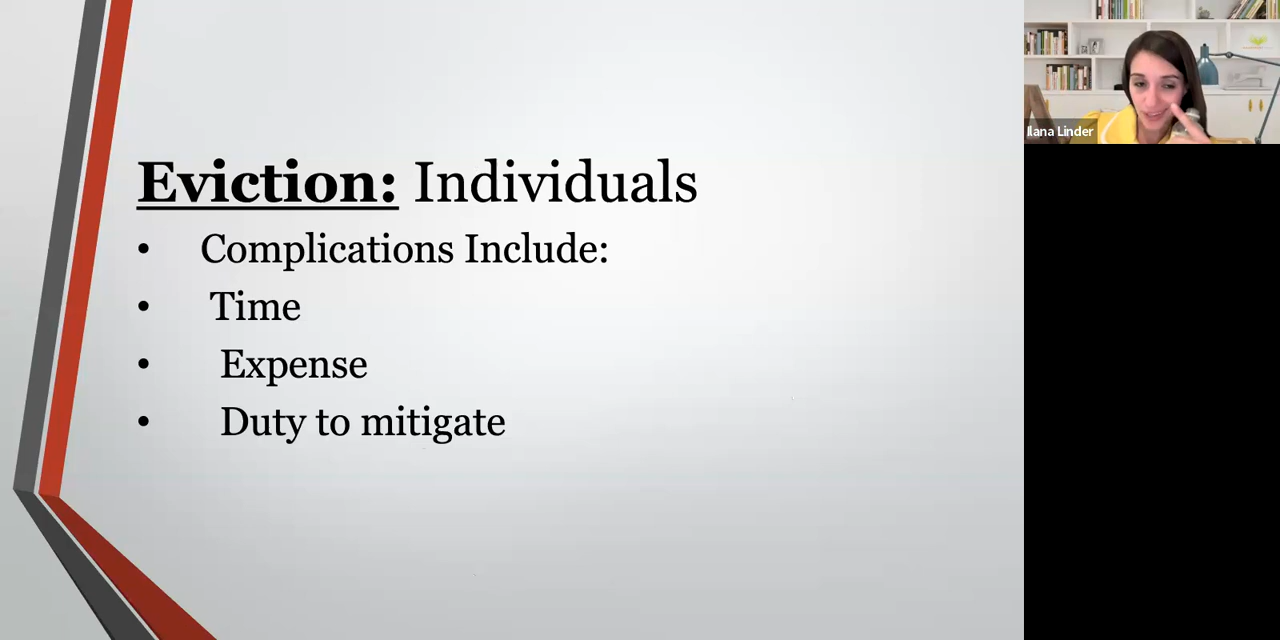 Eviction: Individuals
• Complications Include:
• Time
• Expense
• Duty to mitigate
Ilana Linder